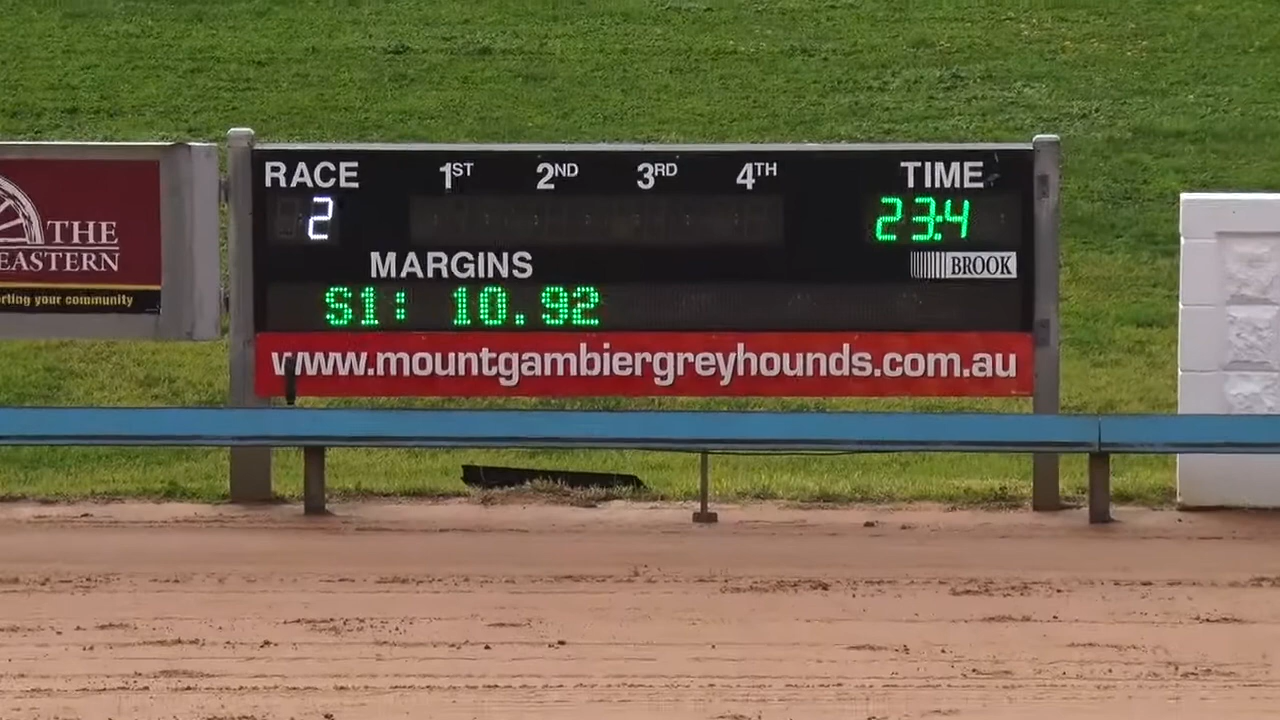 RACE 1ST 2ND 3RD 4TH TIME
2 23:4
MARGINS
BROOK
S1: 10.92
www.mountgambiergreyhounds.com.au
THE
EASTERN
rting your community